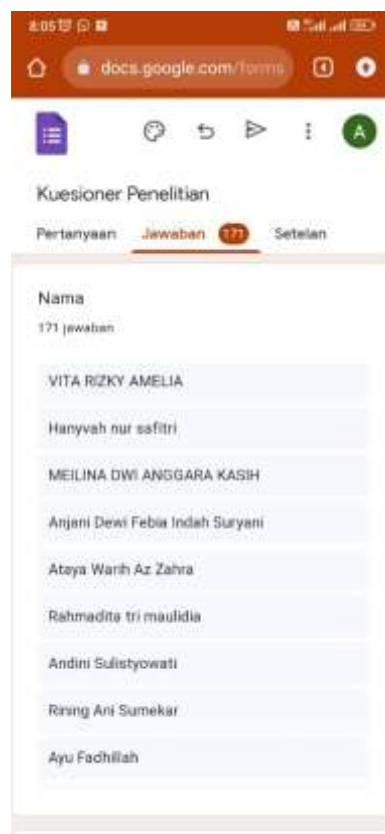 8:05
docs.google.com/forms
A
Kuesioner Penelitian
Pertanyaan Jawaban 171 Setelan
Nama
171 jawaban
VITA RIZKY AMELIA
Hanyvah nur safitri
MEILINA DWI ANGGARA KASIH
Anjani Dewi Febia Indah Suryani
Ataya Warih Az Zahra
Rahmadita tri maulidia
Andini Sulistyowati
Rining Ani Sumekar
Ayu Fadhillah